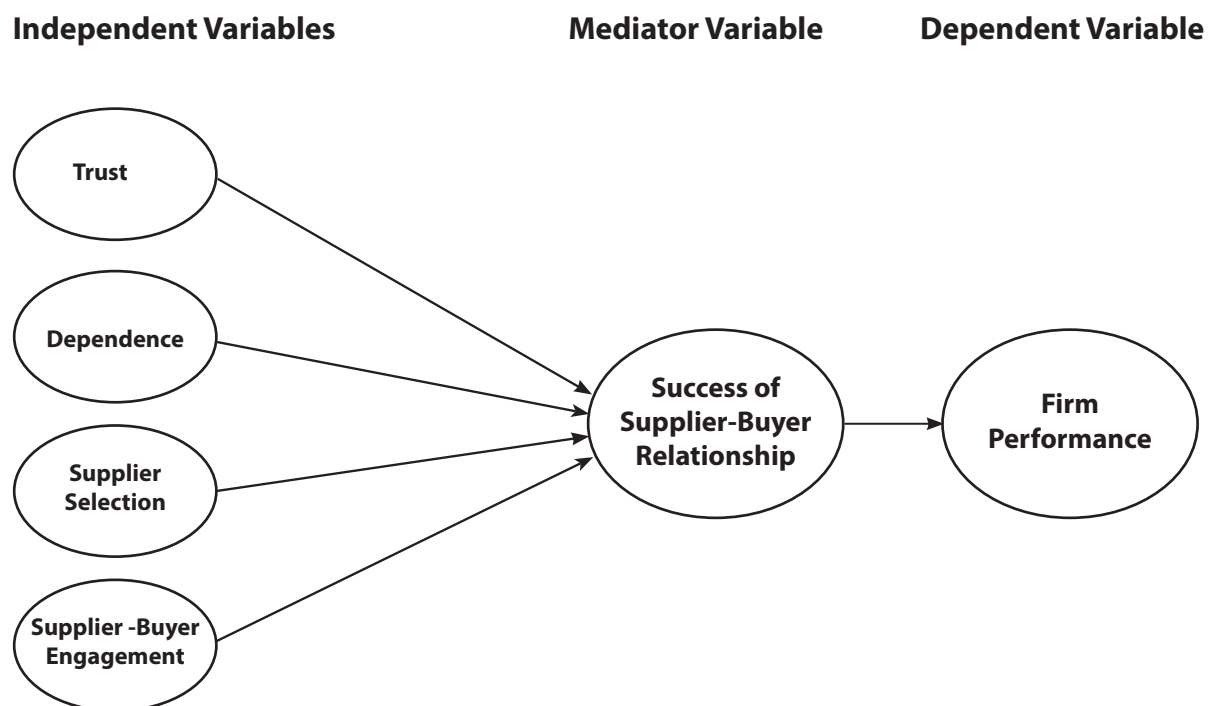 Independent Variables
Mediator Variable
Dependent Variable
Trust
Dependence
Supplier
Selection
Supplier -Buyer
Engagement
Success of
Supplier-Buyer
Relationship
Firm
Performance